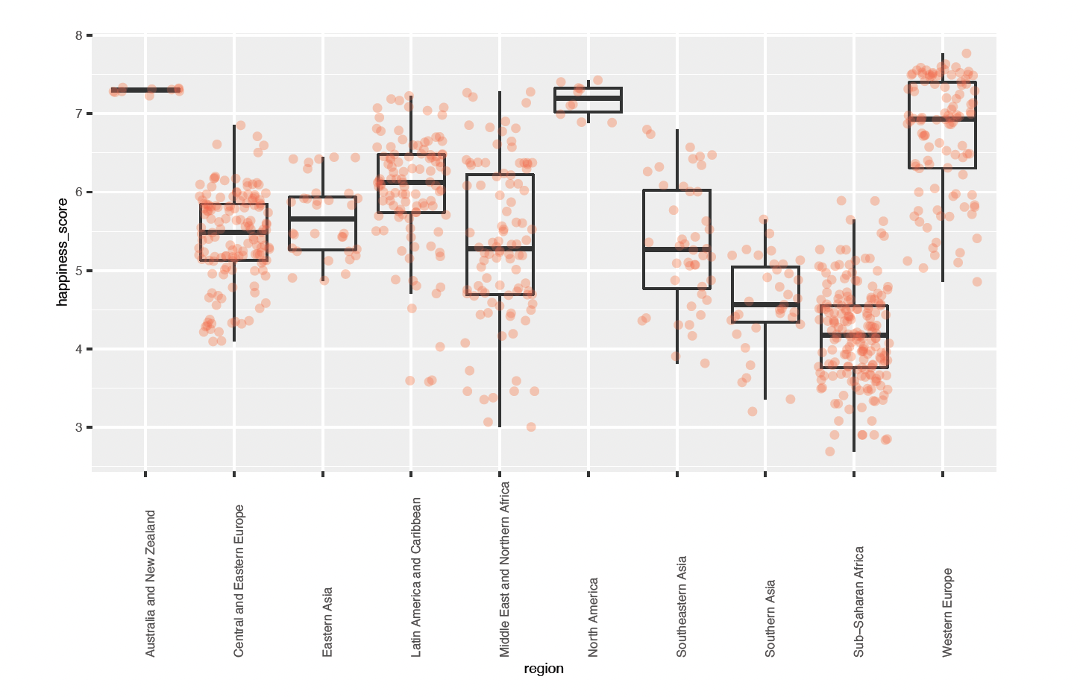 8
7
6
5
4
3
happiness_score
Australia and New Zealand
Central and Eastern Europe
Eastern Asia
Latin America and Caribbean
Middle East and Northern Africa
North America
Southeastern Asia
Southern Asia
Sub−Saharan Africa
Western Europe
region